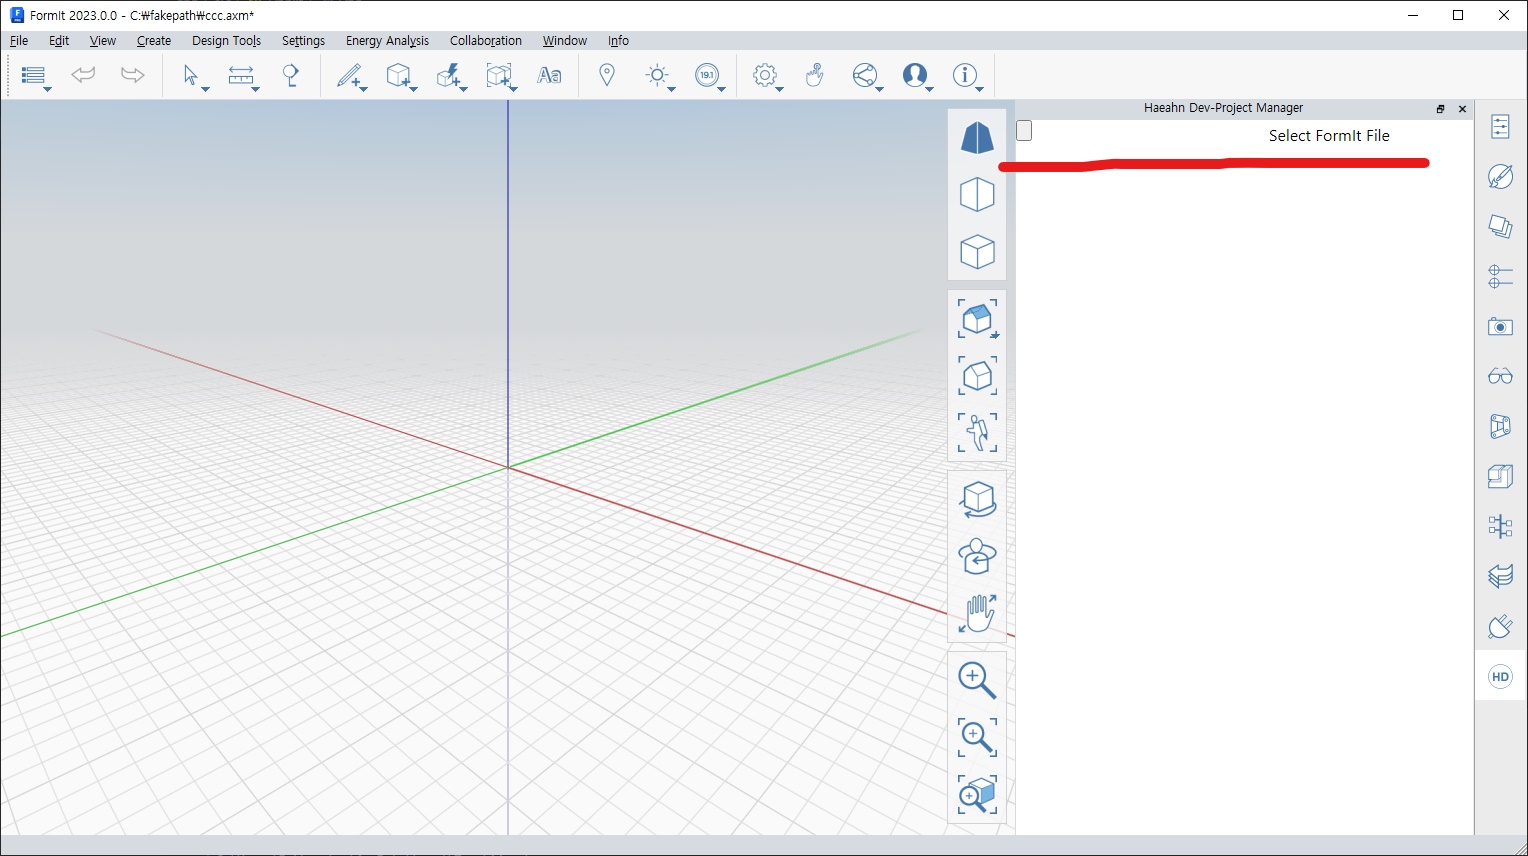 FormIt 2023.0.0 - C:₩fakepath₩ccc.axm*
File Edit View Create Design Tools Settings Energy Analysis Collaboration Window Info
Aa 19.1
Haeahn Dev-Project Manager
Select FormIt File
HD